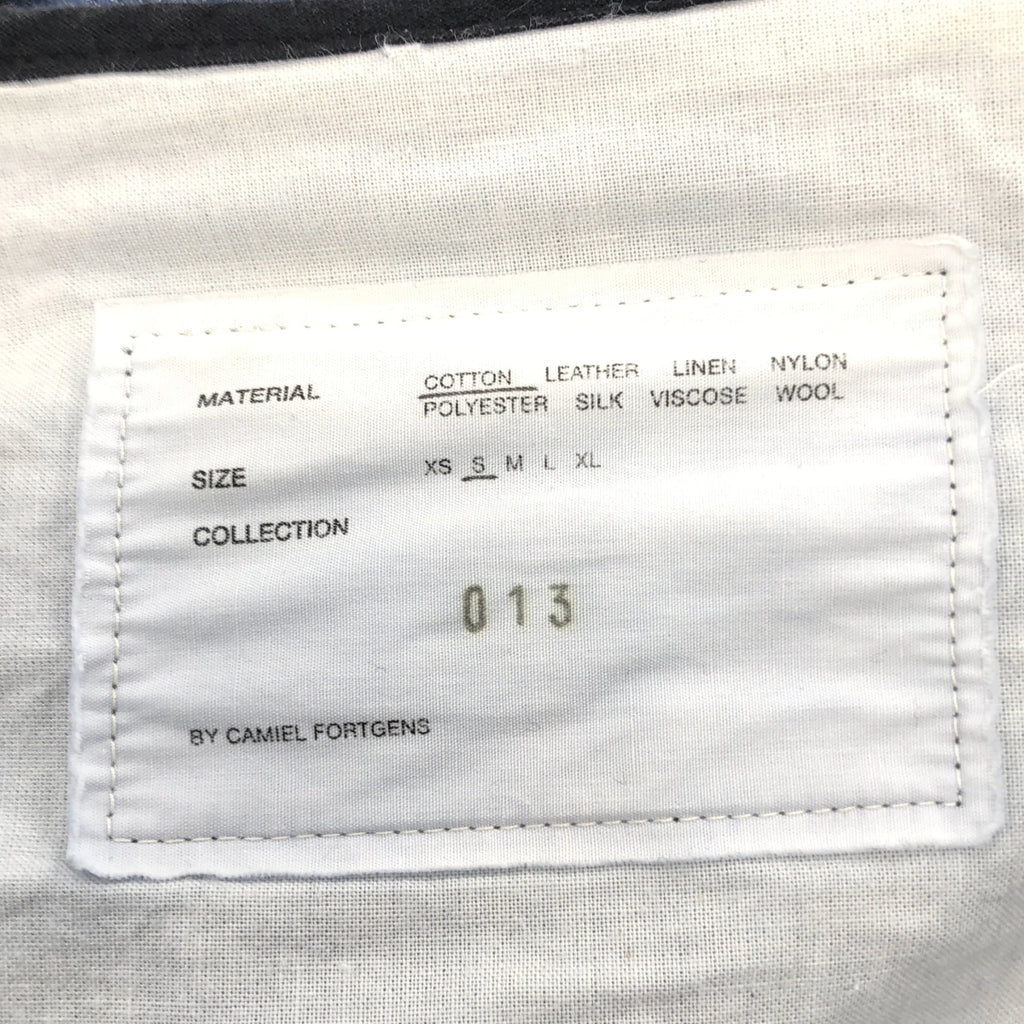 MATERIAL COTTON LEATHER LINEN NYLON
POLYESTER SILK VISCOSE WOOL
SIZE XS S M L XL
COLLECTION
013
BY CAMIEL FORTGENS